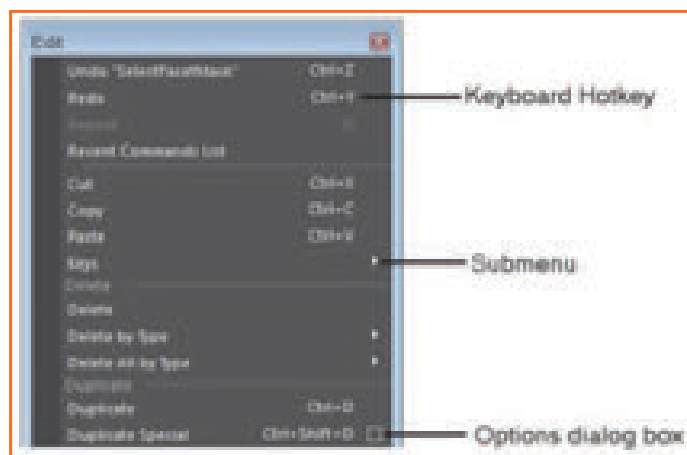 Edit
Undo "SelectFaceMask" Ctrl+Z
Redo Ctrl+Y
Keyboard Hotkey
Recent Commands List
Cut Ctrl+X
Copy Ctrl+C
Paste Ctrl+V
Keys
Submenu
Delete
Delete
Delete by Type
Delete All by Type
Duplicate
Duplicate Ctrl+D
Duplicate Special Ctrl+Shift+D
Options dialog box